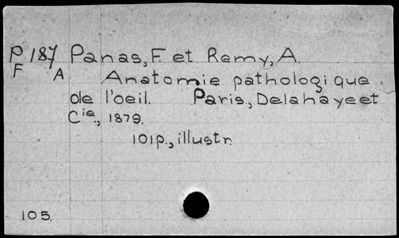 P 187 Panas, F. et Remy, A.
F A Anatomie pathologique
de l'oeil. Paris, Delahaye et
Cie., 1879.
101p., illustr.
105.